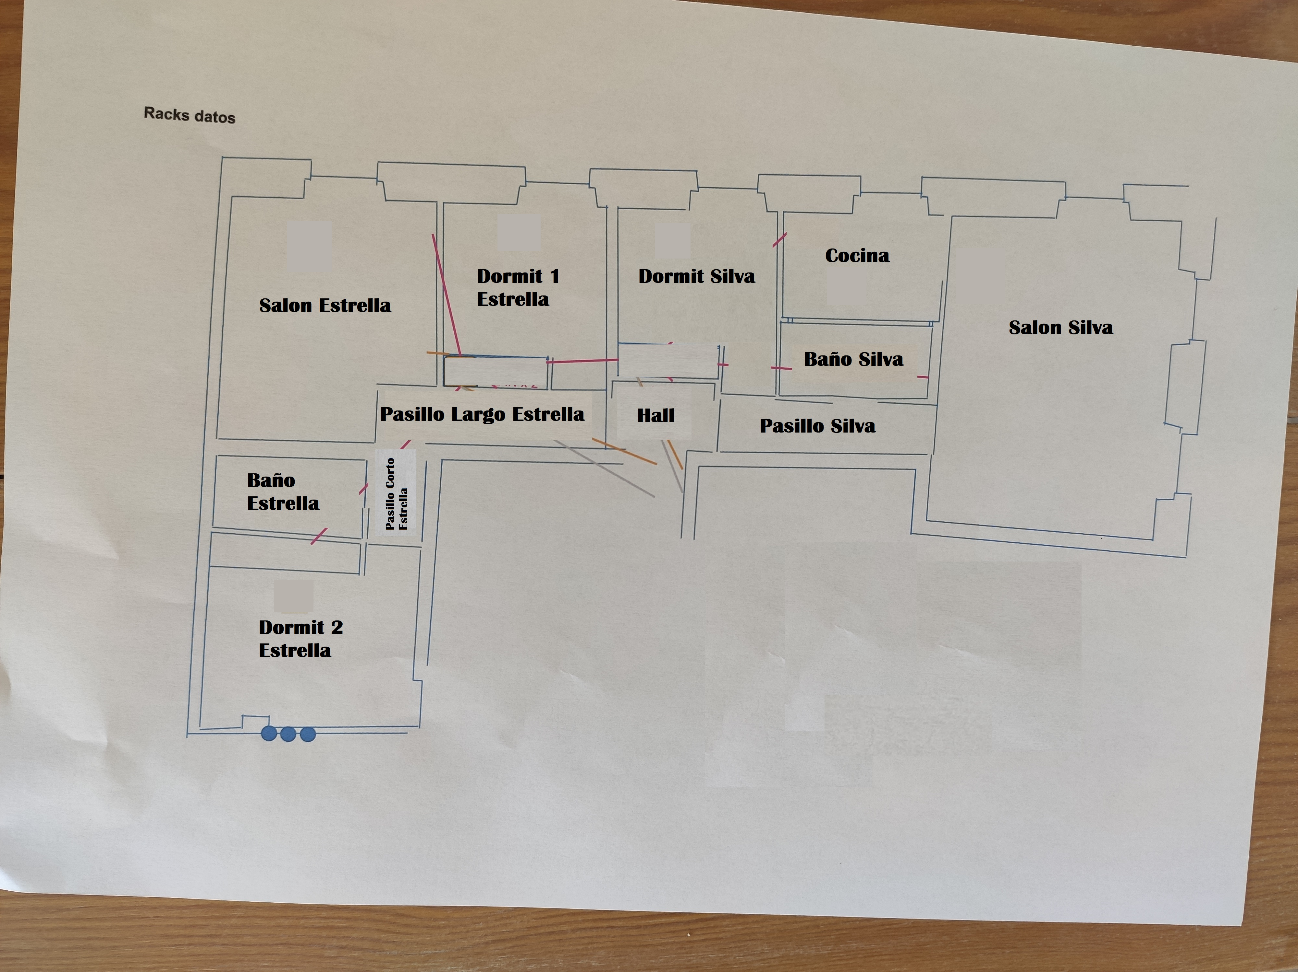 Racks datos
Salon Estrella
Dormit 1
Estrella
Dormit Silva
Cocina
Salon Silva
Baño Silva
Pasillo Largo Estrella
Hall
Pasillo Silva
Baño
Estrella
Pasillo Corto
Estrella
Dormit 2
Estrella